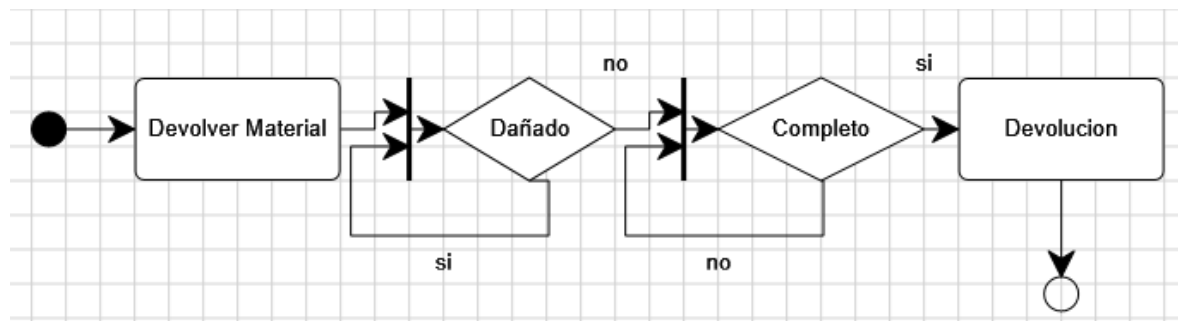 no
si
Devolver Material
Dañado
Completo
Devolucion
si
no